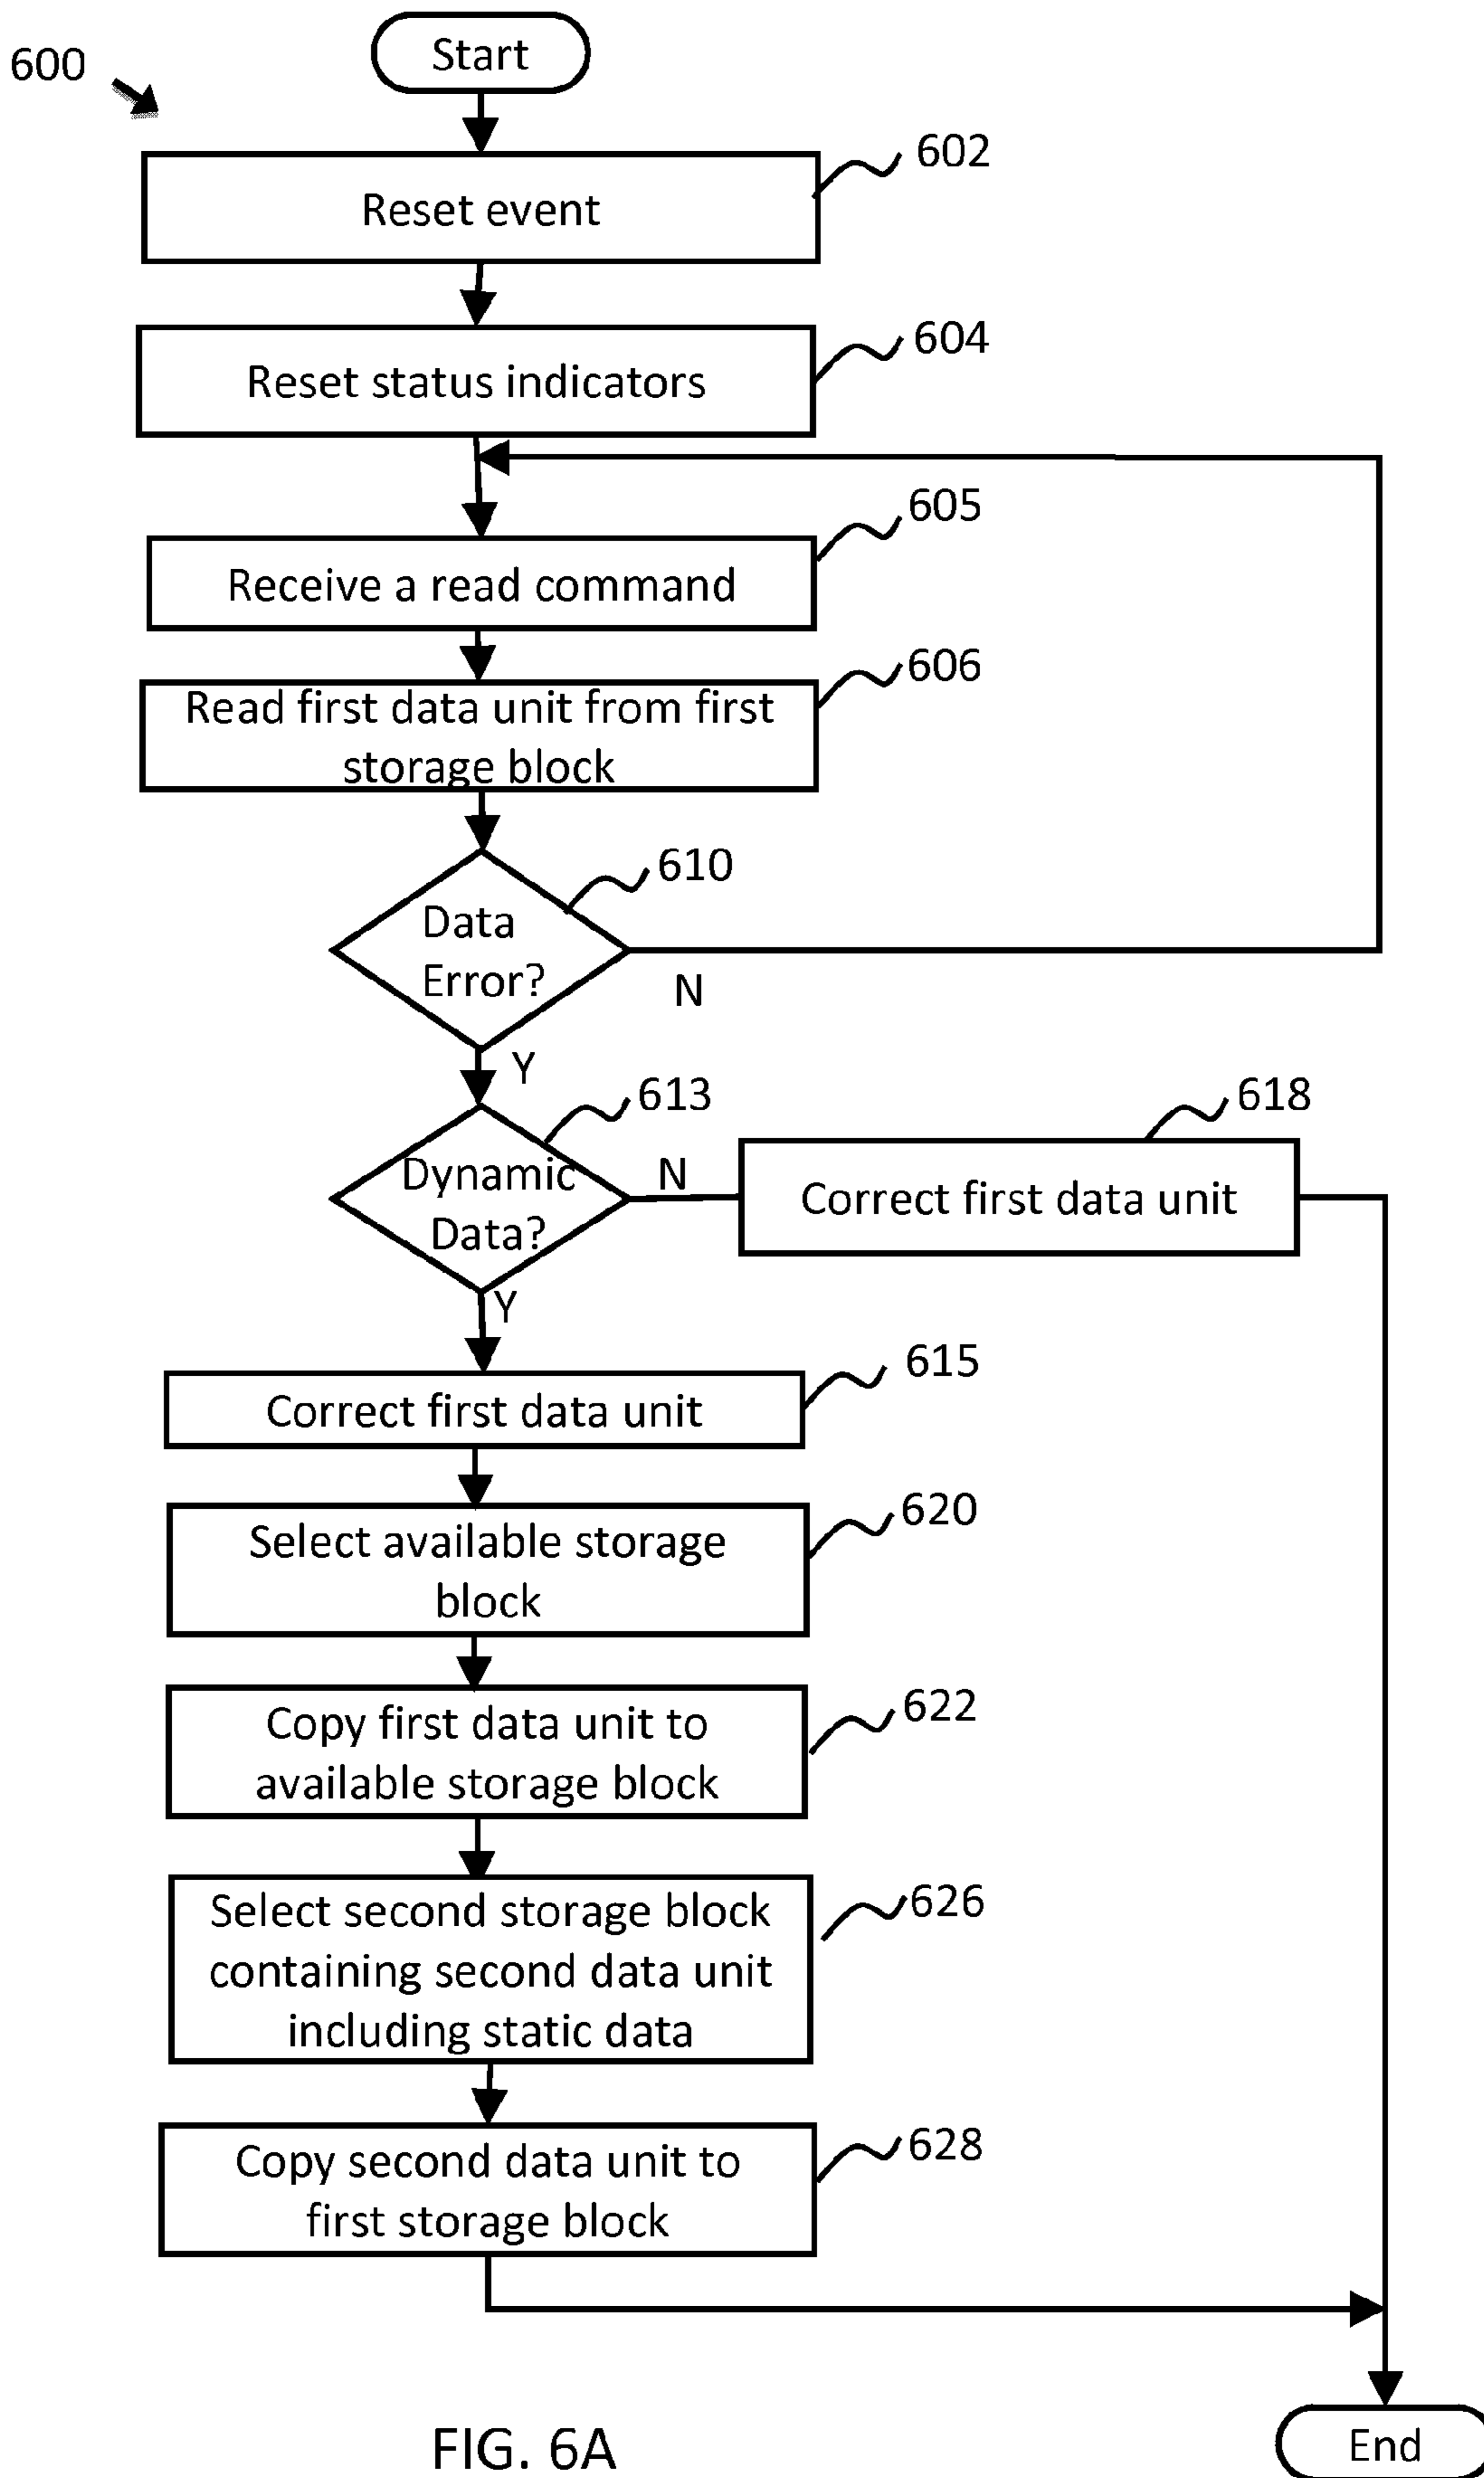 600
Start
602
Reset event
604
Reset status indicators
605
Receive a read command
606
Read first data unit from first
storage block
610
Data
Error?
N
Y
613
618
Dynamic
Data?
N
Correct first data unit
Y
615
Correct first data unit
620
Select available storage
block
622
Copy first data unit to
available storage block
626
Select second storage block
containing second data unit
including static data
628
Copy second data unit to
first storage block
End
FIG. 6A